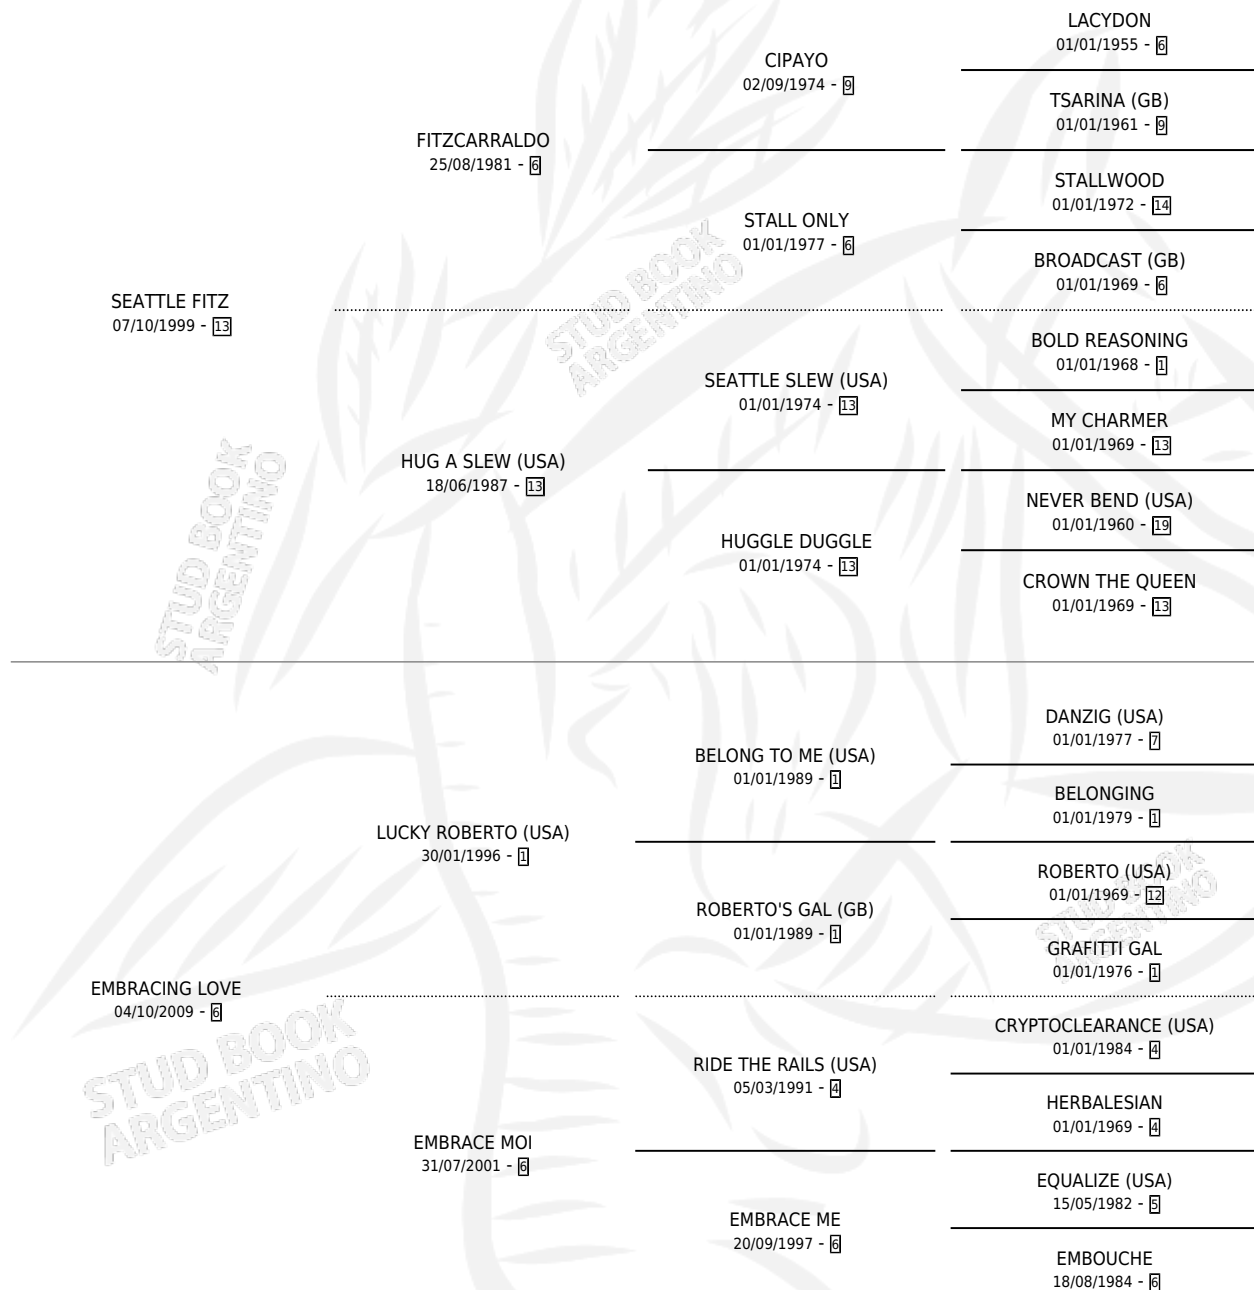 LACYDON
01/01/1955 - 6
CIPAYO
02/09/1974 - 9
TSARINA (GB)
01/01/1961 - 9
FITZCARRALDO
25/08/1981 - 6
STALLWOOD
01/01/1972 - 14
STALL ONLY
01/01/1977 - 6
BROADCAST (GB)
01/01/1969 - 6
SEATTLE FITZ
07/10/1999 - 13
STUD BOOK
ARGENTINO
BOLD REASONING
01/01/1968 - 1
SEATTLE SLEW (USA)
01/01/1974 - 13
MY CHARMER
01/01/1969 - 13
HUG A SLEW (USA)
18/06/1987 - 13
NEVER BEND (USA)
01/01/1960 - 19
HUGGLE DUGGLE
01/01/1974 - 13
CROWN THE QUEEN
01/01/1969 - 13
STUD BOOK
ARGENTINO
DANZIG (USA)
01/01/1977 - 7
BELONG TO ME (USA)
01/01/1989 - 1
BELONGING
01/01/1979 - 1
LUCKY ROBERTO (USA)
30/01/1996 - 1
ROBERTO (USA)
01/01/1969 - 12
ROBERTO'S GAL (GB)
01/01/1989 - 1
STUD BOOK
ARGENTINO
GRAFITTI GAL
01/01/1976 - 1
EMBRACING LOVE
04/10/2009 - 6
STUD BOOK
ARGENTINO
CRYPTOCLEARANCE (USA)
01/01/1984 - 4
RIDE THE RAILS (USA)
05/03/1991 - 4
HERBALESIAN
01/01/1969 - 4
EMBRACE MOI
31/07/2001 - 6
EQUALIZE (USA)
15/05/1982 - 5
EMBRACE ME
20/09/1997 - 6
EMBOUCHE
18/08/1984 - 6